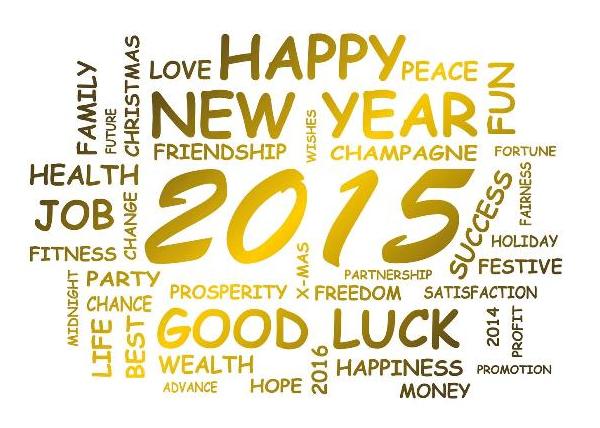 LOVE
HAPPY
PEACE
FUN
FAMILY
FUTURE
CHRISTMAS
NEW YEAR
WISHES
FRIENDSHIP
CHAMPAGNE
FORTUNE
HEALTH
JOB
CHANGE
FITNESS
2015
SUCCESS
FAIRNESS
HOLIDAY
FESTIVE
X-MAS
PARTNERSHIP
MIDNIGHT
PARTY
CHANCE
PROSPERITY
FREEDOM
SATISFACTION
LIFE
BEST
GOOD LUCK
2014
PROFIT
WEALTH
2016
HAPPINESS
PROMOTION
ADVANCE
HOPE
MONEY